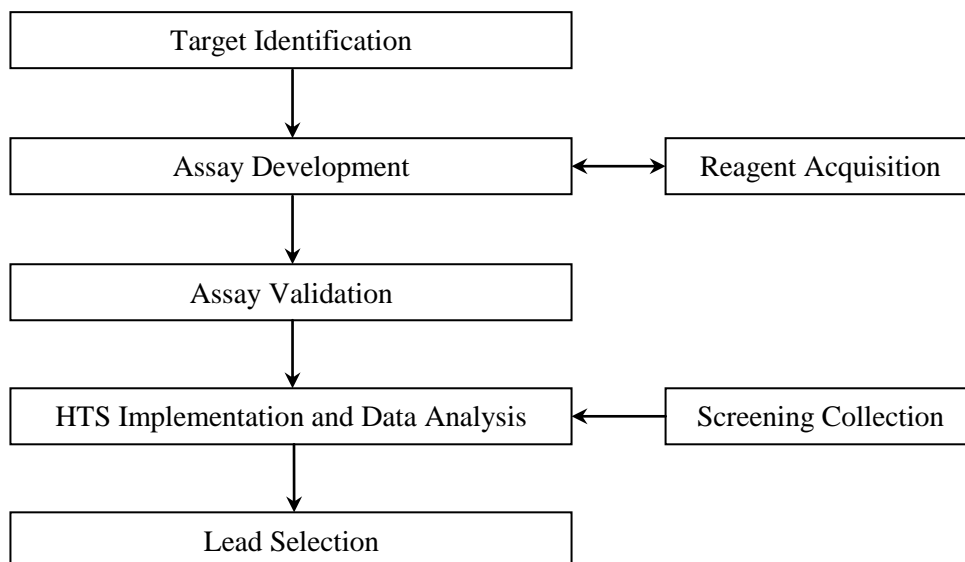 Target Identification
Assay Development
Reagent Acquisition
Assay Validation
HTS Implementation and Data Analysis
Screening Collection
Lead Selection